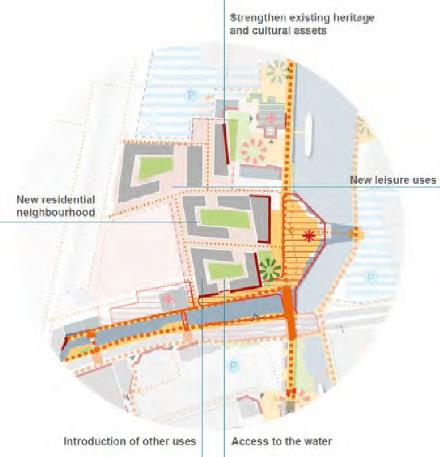 Strengthen existing heritage
and cultural assets
P
New leisure uses
New residential
neighbourhood
P
P
Introduction of other uses
Access to the water